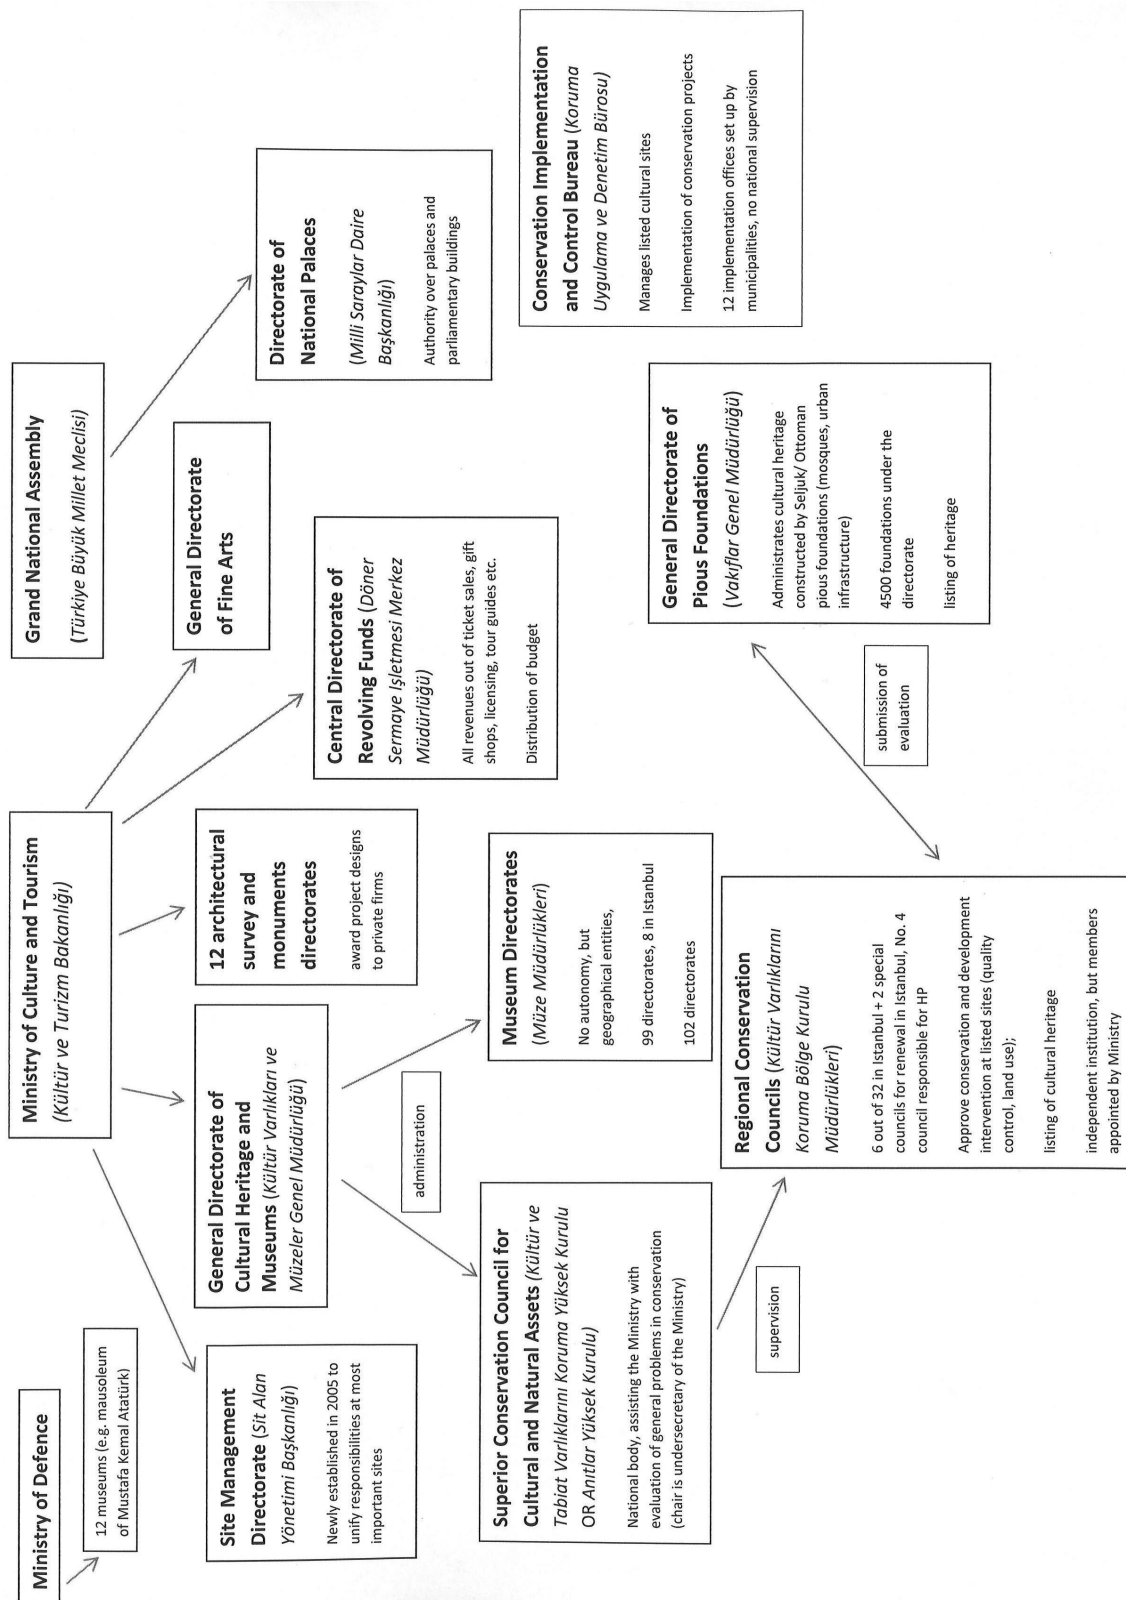 Ministry of Defence
12 museums (e.g. mausoleum
of Mustafa Kemal Atatürk)
Ministry of Culture and Tourism
(Kültür ve Turizm Bakanlığı)
Grand National Assembly
(Türkiye Büyük Millet Meclisi)
Site Management
Directorate (Sit Alan
Yönetimi Başkanlığı)
Newly established in 2005 to
unify responsibilities at most
important sites
General Directorate of
Cultural Heritage and
Museums (Kültür Varlıkları ve
Müzeler Genel Müdürlüğü)
12 architectural
survey and
monuments
directorates
award project designs
to private firms
Central Directorate of
Revolving Funds (Döner
Sermaye Işletmesi Merkez
Müdürlüğü)
All revenues out of ticket sales, gift
shops, licensing, tour guides etc.
Distribution of budget
General Directorate
of Fine Arts
Directorate of
National Palaces
(Milli Saraylar Daire
Başkanlığı)
Authority over palaces and
parliamentary buildings
administration
Superior Conservation Council for
Cultural and Natural Assets (Kültür ve
Tabiat Varlıklarını Koruma Yüksek Kurulu
OR Anıtlar Yüksek Kurulu)
National body, assisting the Ministry with
evaluation of general problems in conservation
(chair is undersecretary of the Ministry)
Museum Directorates
(Müze Müdürlükleri)
No autonomy, but
geographical entities,
99 directorates, 8 in Istanbul
102 directorates
Conservation Implementation
and Control Bureau (Koruma
Uygulama ve Denetim Bürosu)
Manages listed cultural sites
Implementation of conservation projects
12 implementation offices set up by
municipalities, no national supervision
supervision
Regional Conservation
Councils (Kültür Varlıklarını
Koruma Bölge Kurulu
Müdürlükleri)
6 out of 32 in Istanbul + 2 special
councils for renewal in Istanbul, No. 4
council responsible for HP
Approve conservation and development
intervention at listed sites (quality
control, land use);
listing of cultural heritage
independent institution, but members
appointed by Ministry
submission of
evaluation
General Directorate of
Pious Foundations
(Vakıflar Genel Müdürlüğü)
Administrates cultural heritage
constructed by Seljuk/ Ottoman
pious foundations (mosques, urban
infrastructure)
4500 foundations under the
directorate
listing of heritage